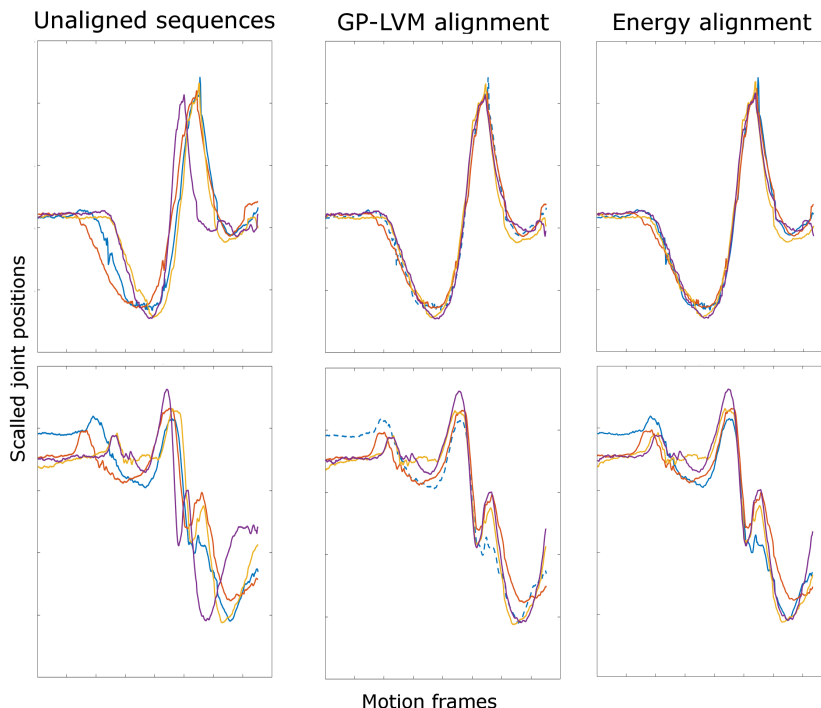 Unaligned sequences
GP-LVM alignment
Energy alignment
Scalled joint positions
Motion frames